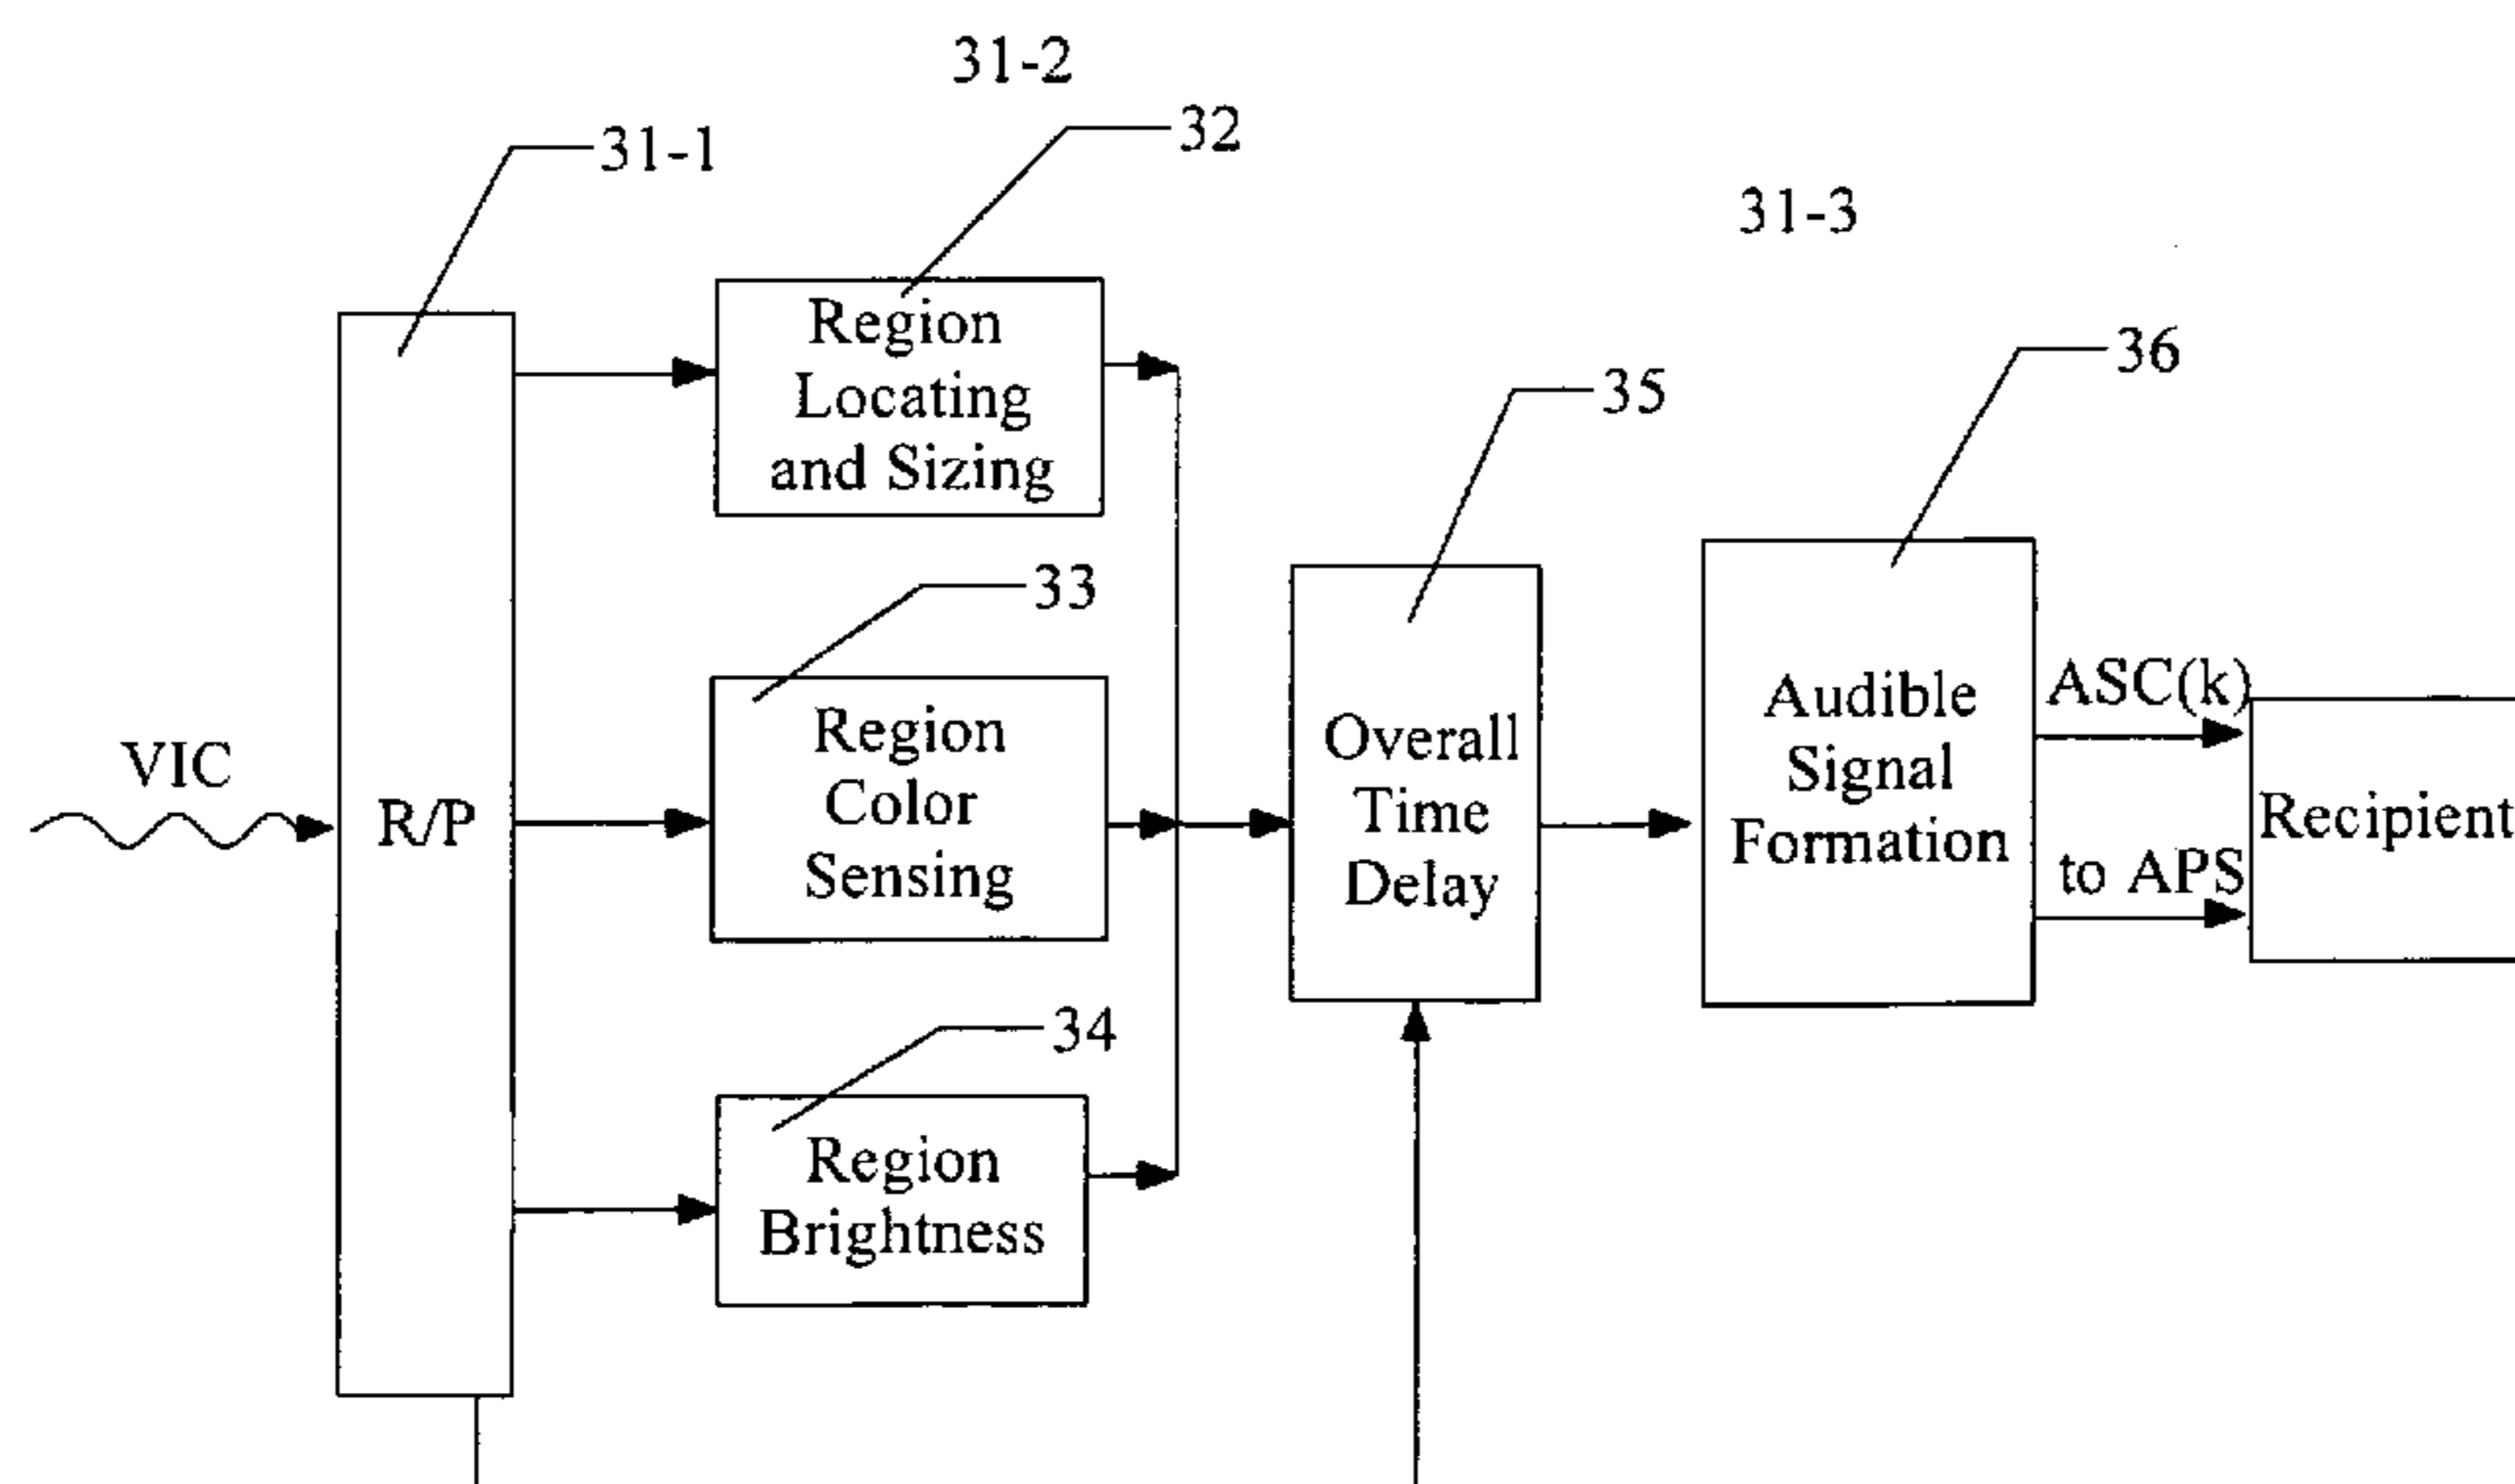 31-2
32
31-1
31-3
36
35
Region
Locating
and Sizing
33
Region
Color
Sensing
VIC
R/P
Overall
Time
Delay
Audible
Signal
Formation
ASC(k)
to APS
Recipient
34
Region
Brightness